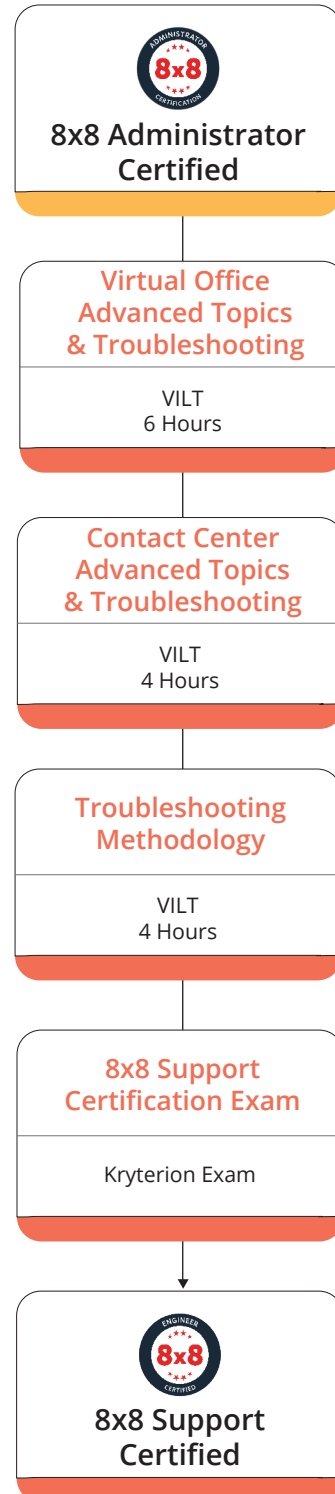 ADMINISTRATOR
8x8
CERTIFICATION
8x8 Administrator
Certified
Virtual Office
Advanced Topics
& Troubleshooting
VILT
6 Hours
Contact Center
Advanced Topics
& Troubleshooting
VILT
4 Hours
Troubleshooting
Methodology
VILT
4 Hours
8x8 Support
Certification Exam
Kryterion Exam
ENGINEER
8x8
CERTIFIED
8x8 Support
Certified